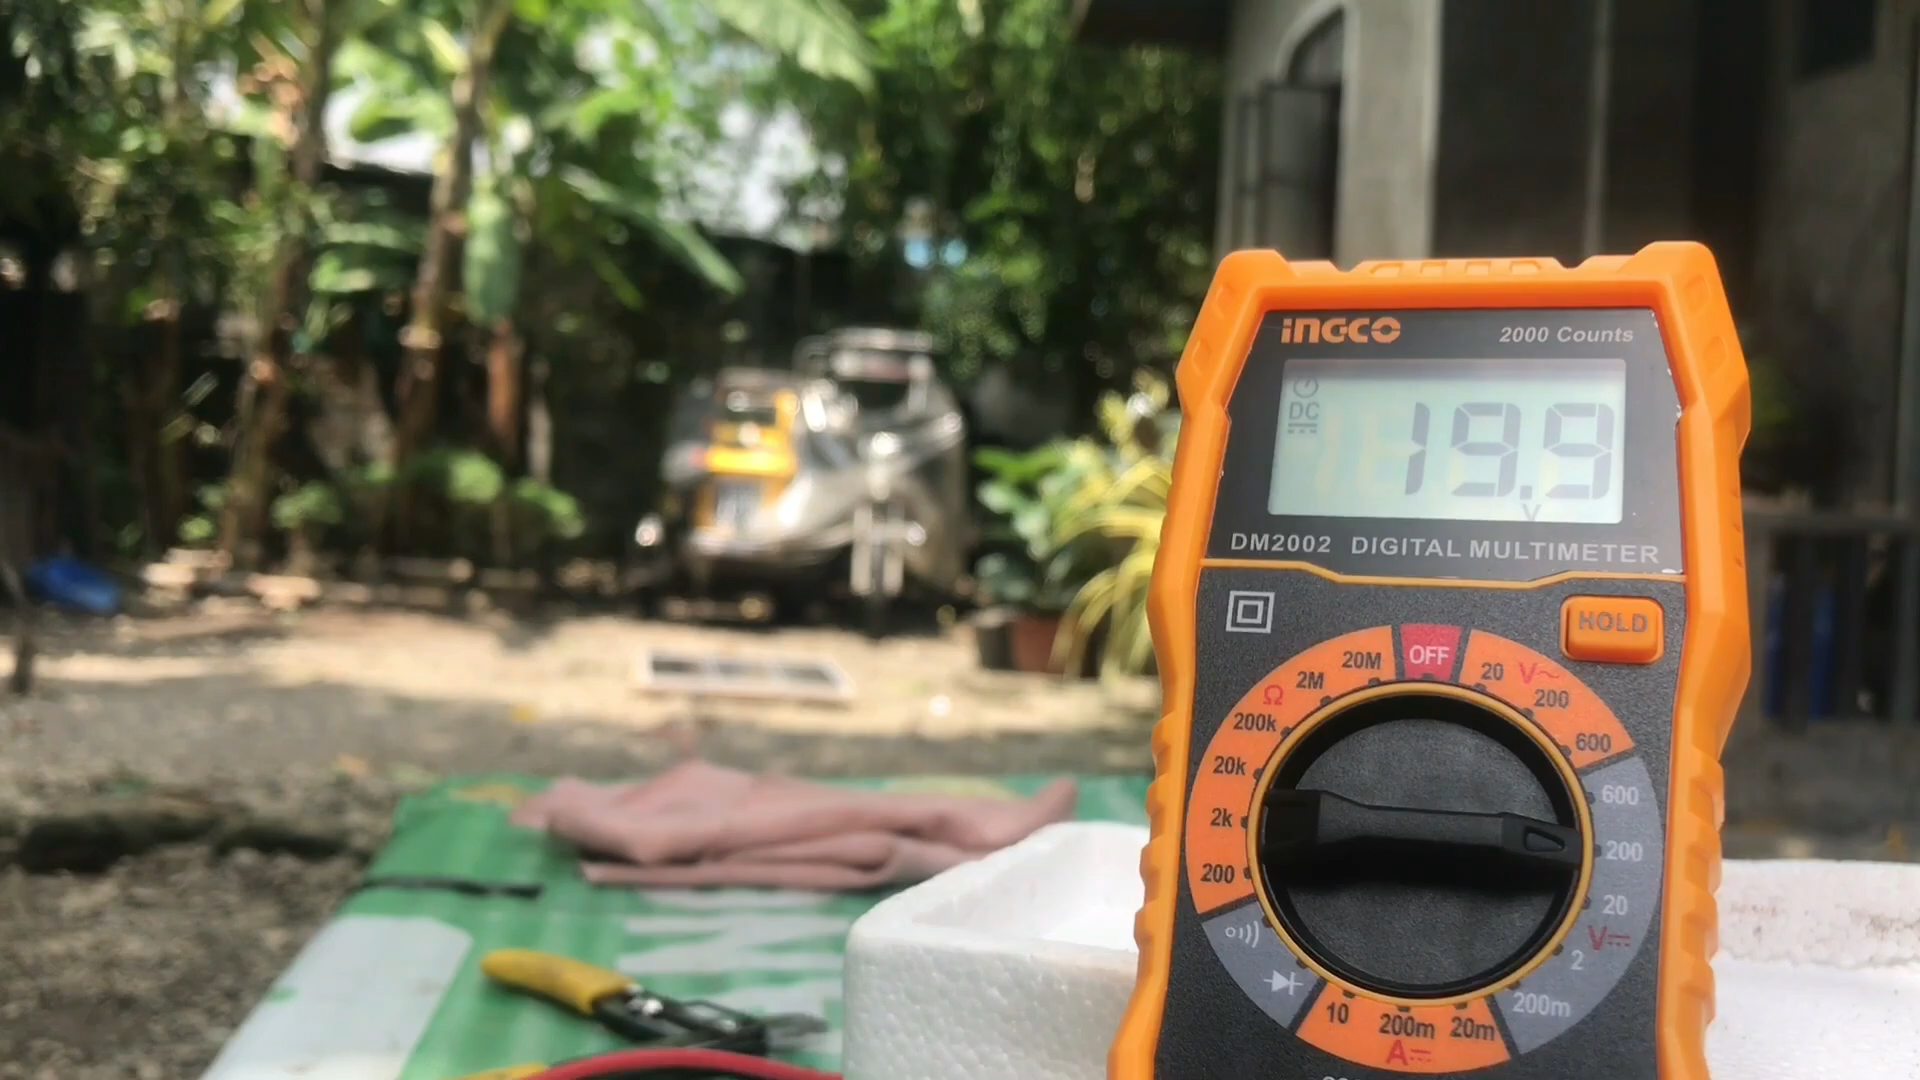 INGCO
2000 Counts
DC
19.9
V
DM2002 DIGITAL MULTIMETER
HOLD
OFF
20M
2M
Ω
200k
20k
2k
200
20
V~
200
600
600
200
20
V⎓
2
200m
10
200m
20m
A⎓